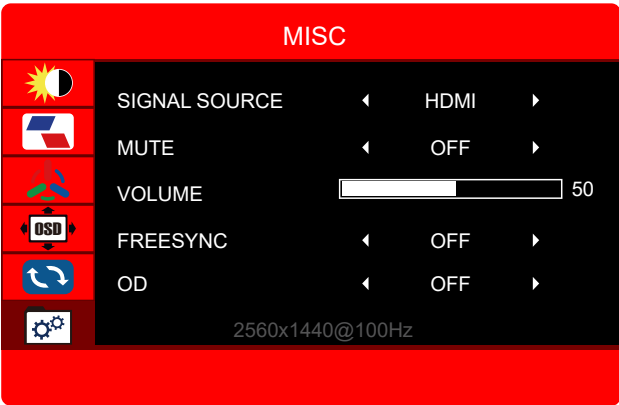 MISC
SIGNAL SOURCE HDMI
MUTE OFF
VOLUME 50
OSD
FREESYNC OFF
OD OFF
2560x1440@100Hz